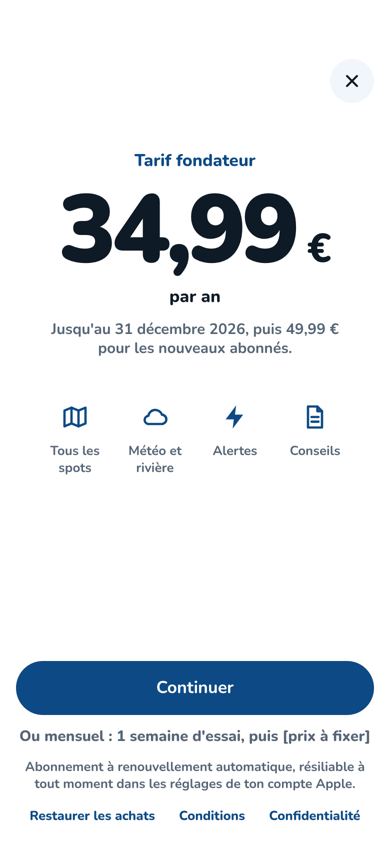 Tarif fondateur
34,99 €
par an
Jusqu'au 31 décembre 2026, puis 49,99 €
pour les nouveaux abonnés.
Tous les
spots
Météo et
rivière
Alertes
Conseils
Continuer
Ou mensuel : 1 semaine d'essai, puis [prix à fixer]
Abonnement à renouvellement automatique, résiliable à
tout moment dans les réglages de ton compte Apple.
Restaurer les achats
Conditions
Confidentialité